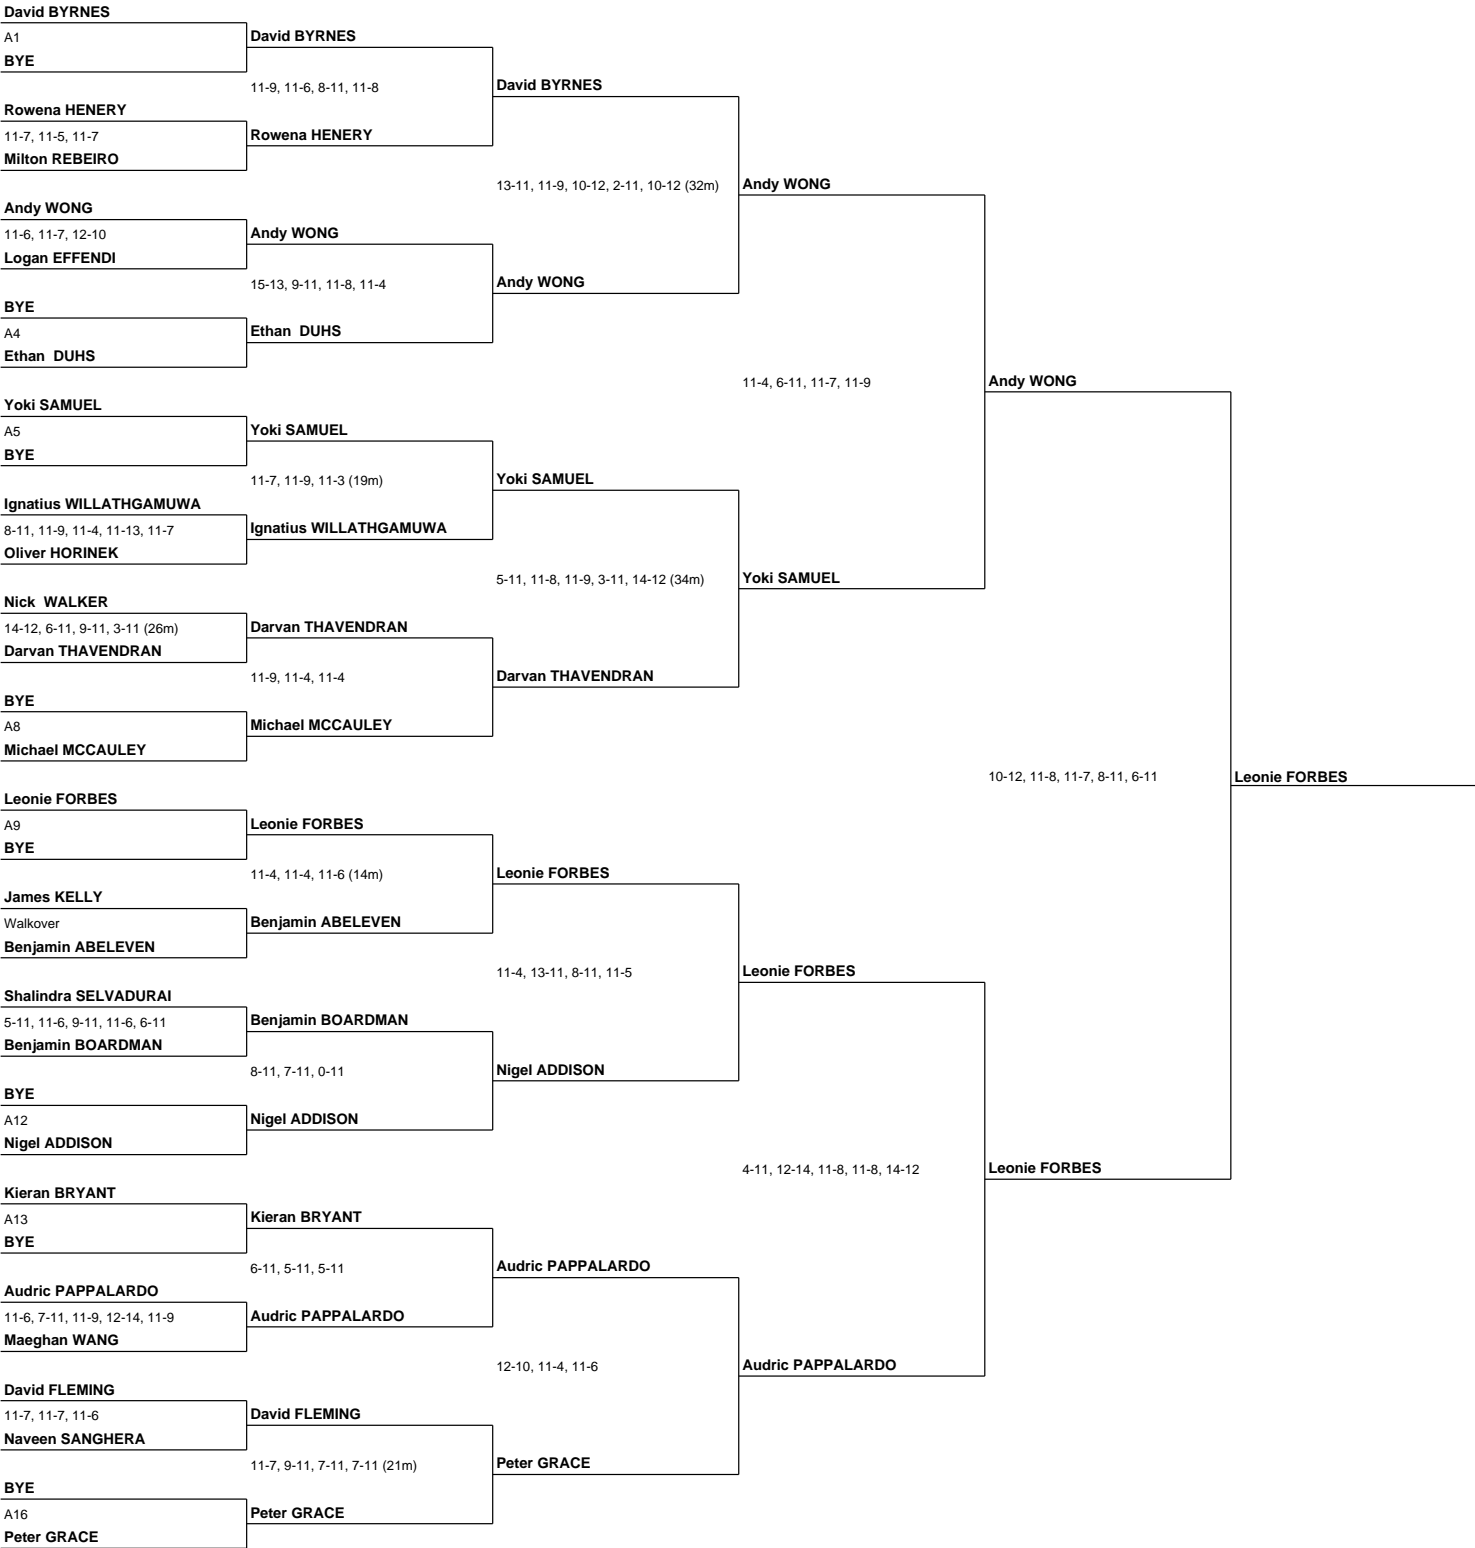 David BYRNES
A1
David BYRNES
BYE
11-9, 11-6, 8-11, 11-8
David BYRNES
Rowena HENERY
11-7, 11-5, 11-7
Rowena HENERY
Milton REBEIRO
13-11, 11-9, 10-12, 2-11, 10-12 (32m)
Andy WONG
Andy WONG
11-6, 11-7, 12-10
Andy WONG
Logan EFFENDI
15-13, 9-11, 11-8, 11-4
Andy WONG
BYE
A4
Ethan  DUHS
Ethan  DUHS
11-4, 6-11, 11-7, 11-9
Andy WONG
Yoki SAMUEL
A5
Yoki SAMUEL
BYE
11-7, 11-9, 11-3 (19m)
Yoki SAMUEL
Ignatius WILLATHGAMUWA
8-11, 11-9, 11-4, 11-13, 11-7
Ignatius WILLATHGAMUWA
Oliver HORINEK
5-11, 11-8, 11-9, 3-11, 14-12 (34m)
Yoki SAMUEL
Nick  WALKER
14-12, 6-11, 9-11, 3-11 (26m)
Darvan THAVENDRAN
Darvan THAVENDRAN
11-9, 11-4, 11-4
Darvan THAVENDRAN
BYE
A8
Michael MCCAULEY
Michael MCCAULEY
10-12, 11-8, 11-7, 8-11, 6-11
Leonie FORBES
Leonie FORBES
A9
Leonie FORBES
BYE
11-4, 11-4, 11-6 (14m)
Leonie FORBES
James KELLY
Walkover
Benjamin ABELEVEN
Benjamin ABELEVEN
11-4, 13-11, 8-11, 11-5
Leonie FORBES
Shalindra SELVADURAI
5-11, 11-6, 9-11, 11-6, 6-11
Benjamin BOARDMAN
Benjamin BOARDMAN
8-11, 7-11, 0-11
Nigel ADDISON
BYE
A12
Nigel ADDISON
Nigel ADDISON
4-11, 12-14, 11-8, 11-8, 14-12
Leonie FORBES
Kieran BRYANT
A13
Kieran BRYANT
BYE
6-11, 5-11, 5-11
Audric PAPPALARDO
Audric PAPPALARDO
11-6, 7-11, 11-9, 12-14, 11-9
Audric PAPPALARDO
Maeghan WANG
12-10, 11-4, 11-6
Audric PAPPALARDO
David FLEMING
11-7, 11-7, 11-6
David FLEMING
Naveen SANGHERA
11-7, 9-11, 7-11, 7-11 (21m)
Peter GRACE
BYE
A16
Peter GRACE
Peter GRACE